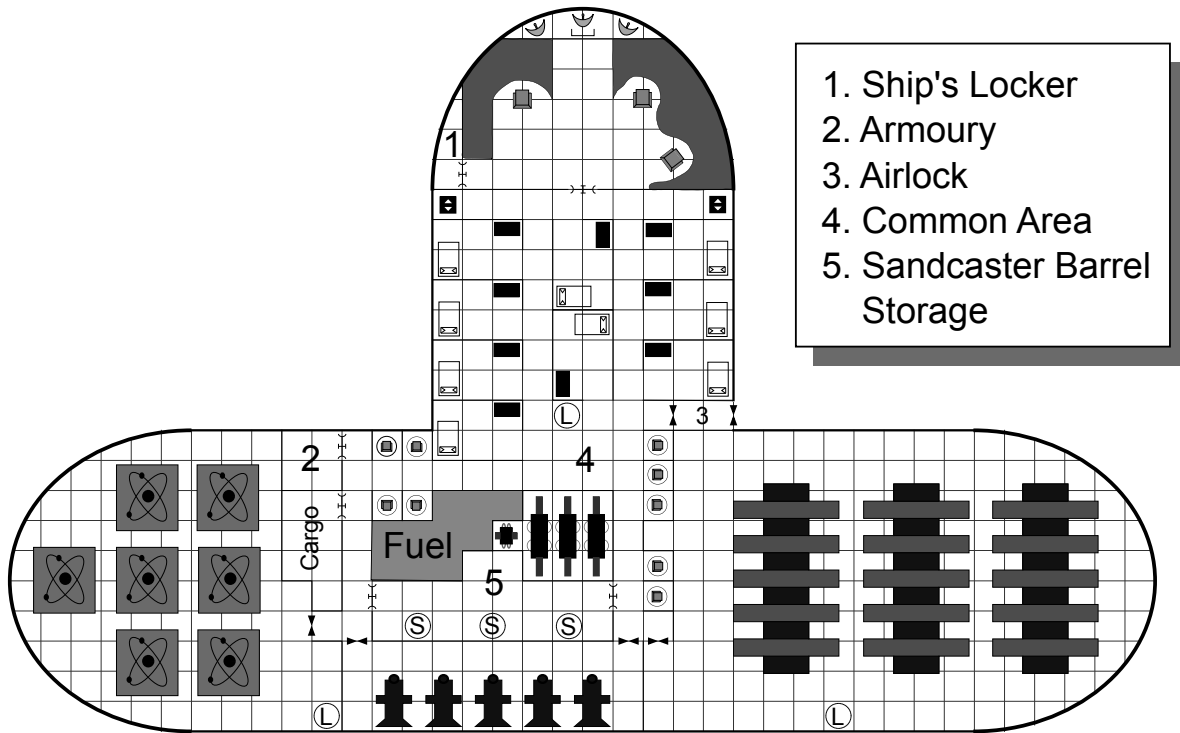 1. Ship's Locker
2. Armoury
3. Airlock
4. Common Area
5. Sandcaster Barrel
Storage
1
L
3
2
4
Cargo
Fuel
5
S
S
S
L
L